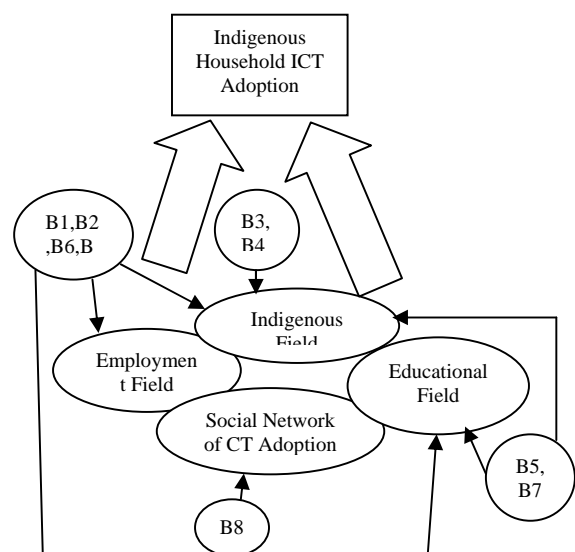 Indigenous
Household ICT
Adoption
B1,B2
,B6,B
B3,
B4
Indigenous
Field
Employmen
t Field
Educational
Field
Social Network
of CT Adoption
B5,
B7
B8